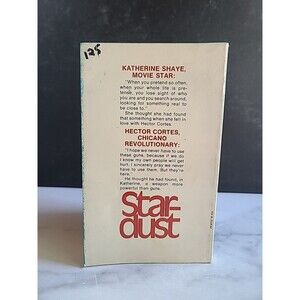 125
KATHERINE SHAYE,
MOVIE STAR:
"When you pretend so often,
when your whole life is pre-
tense, you lose sight of who
you are and you search around,
looking for something real to
be close to."
She thought she had found
that something when she fell in
love with Hector Cortes.
HECTOR CORTES,
CHICANO
REVOLUTIONARY:
"I hope we never have to use
these guns, because if we do
I know my own people will get
hurt. I sincerely pray we never
have to use them. But they're
here."
He thought he had found, in
Katherine, a weapon more
powerful than guns.
Star-
dust